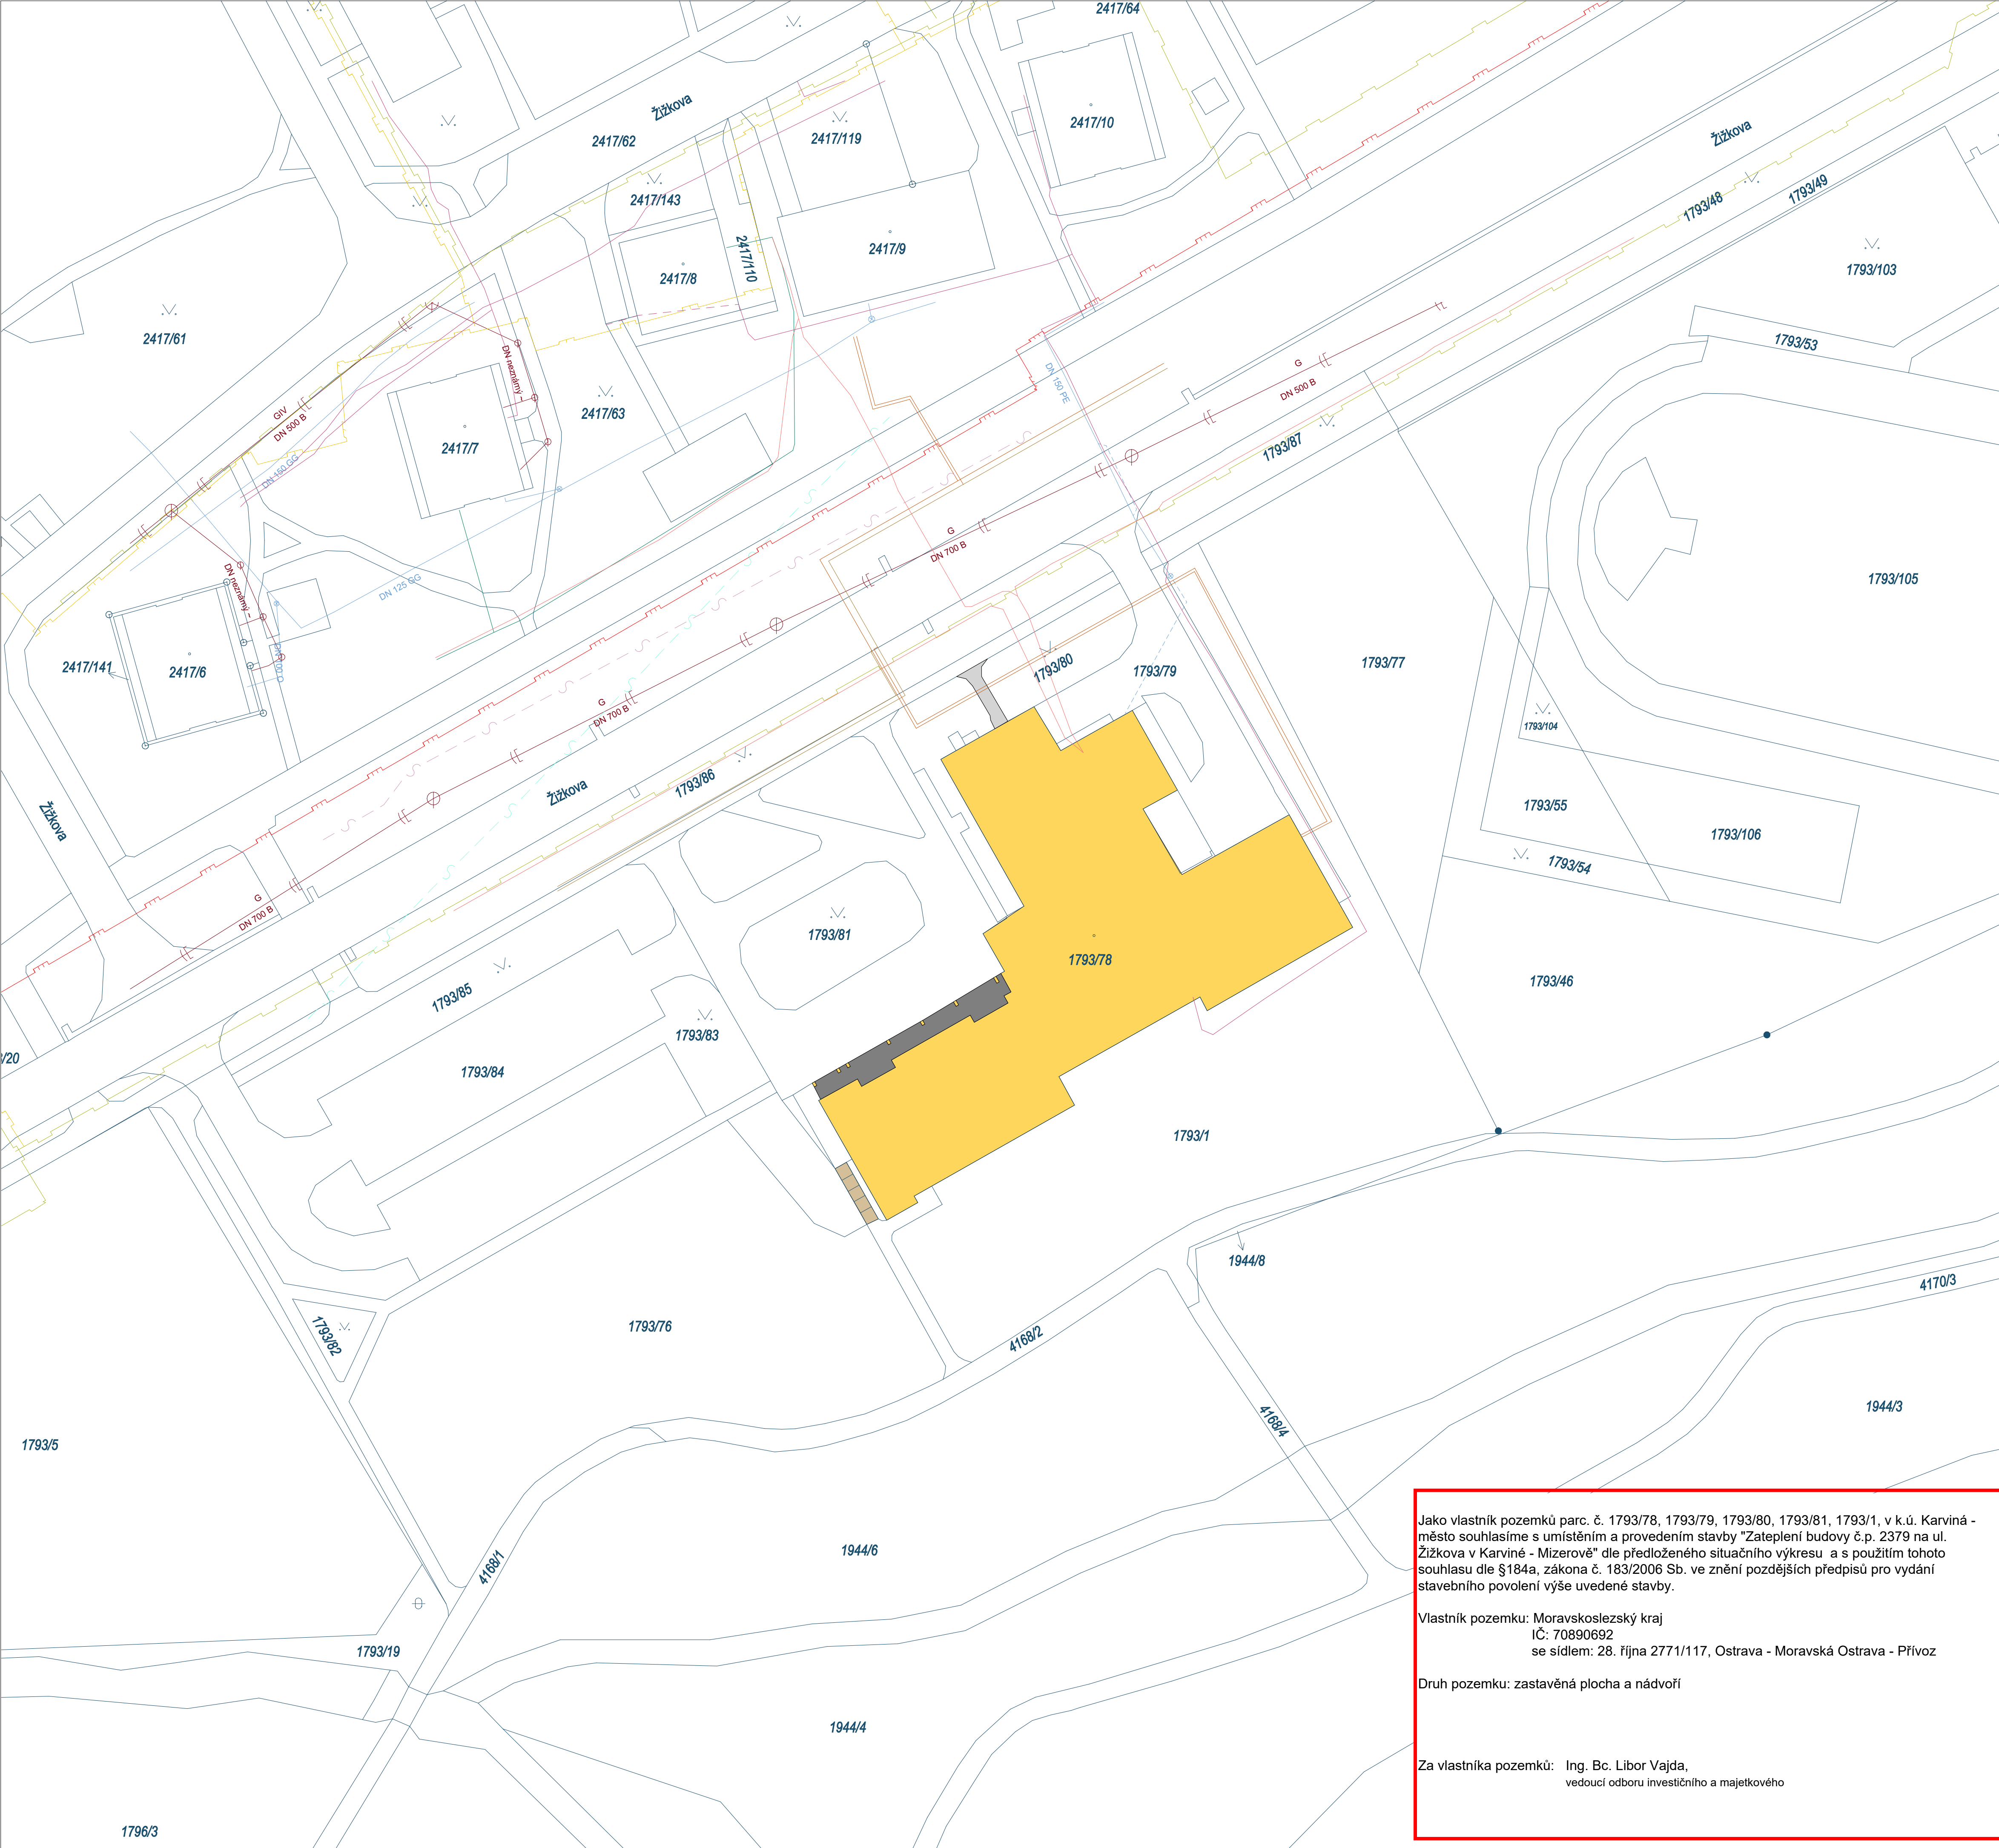 2417/64
Žižkova
2417/62
2417/119
2417/10
Žižkova
2417/143
1793/48
1793/49
2417/9
2417/110
2417/8
1793/103
2417/61
1793/53
DN neznámý
DN 150 PE
G
DN 500 B
GIV
DN 500 B
2417/63
2417/7
1793/87
DN 150 GG
G
DN 700 B
DN neznámý
DN 125 GG
1793/105
2417/141
2417/6
DN 100 O
1793/80
1793/79
1793/77
G
DN 700 B
1793/104
Žižkova
1793/86
Žižkova
1793/55
1793/106
1793/54
G
DN 700 B
1793/81
1793/78
1793/46
1793/85
1793/83
/20
1793/84
1793/1
1944/8
4170/3
1793/82
1793/76
4168/2
1944/3
4168/4
1793/5
1944/6
4168/1
1793/19
1944/4
1796/3
Jako vlastník pozemků parc. č. 1793/78, 1793/79, 1793/80, 1793/81, 1793/1, v k.ú. Karviná -
město souhlasíme s umístěním a provedením stavby "Zateplení budovy č.p. 2379 na ul.
Žižkova v Karviné - Mizerově" dle předloženého situačního výkresu a s použitím tohoto
souhlasu dle §184a, zákona č. 183/2006 Sb. ve znění pozdějších předpisů pro vydání
stavebního povolení výše uvedené stavby.
Vlastník pozemku: Moravskoslezský kraj
IČ: 70890692
se sídlem: 28. října 2771/117, Ostrava - Moravská Ostrava - Přívoz
Druh pozemku: zastavěná plocha a nádvoří
Za vlastníka pozemků: Ing. Bc. Libor Vajda,
vedoucí odboru investičního a majetkového